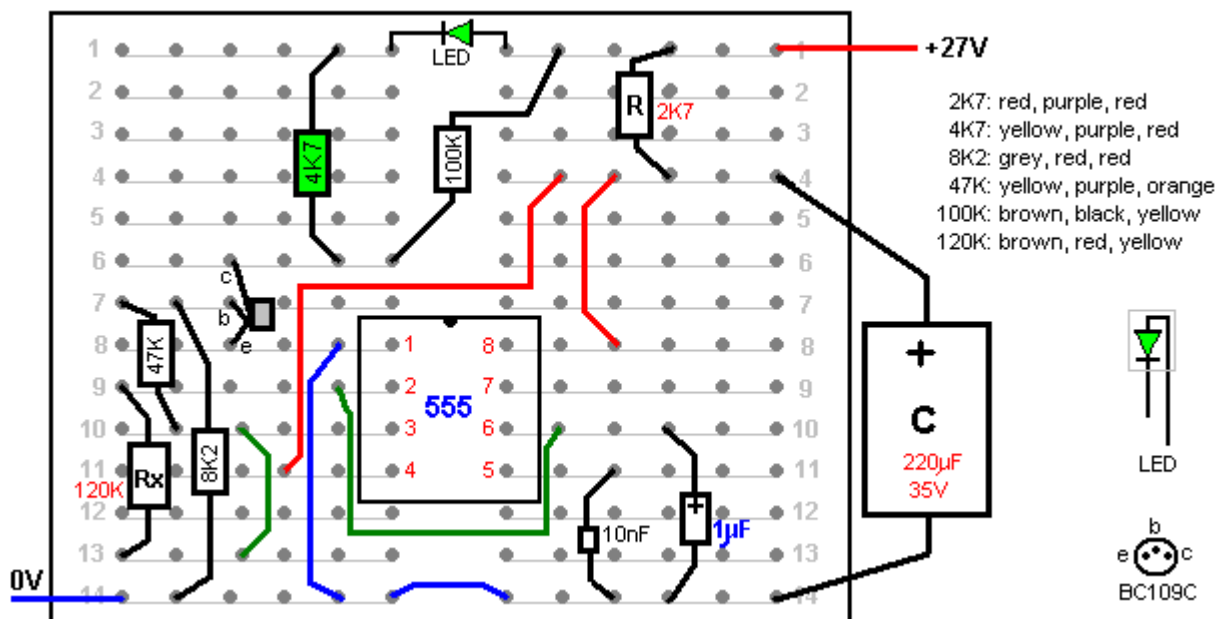 1
LED
1
+27V
2
R
2K7
2
2K7: red, purple, red
3
4K7
100K
3
4K7: yellow, purple, red
8K2: grey, red, red
4
4
47K: yellow, purple, orange
5
5
100K: brown, black, yellow
120K: brown, red, yellow
6
c
6
7
b
7
8
47K
e
1
8
8
+
9
2
555
7
9
10
3
6
10
C
11
120K
Rx
8K2
4
5
11
220µF
35V
LED
12
+
12
10nF
1µF
13
13
b
e
c
BC109C
0V
14
14